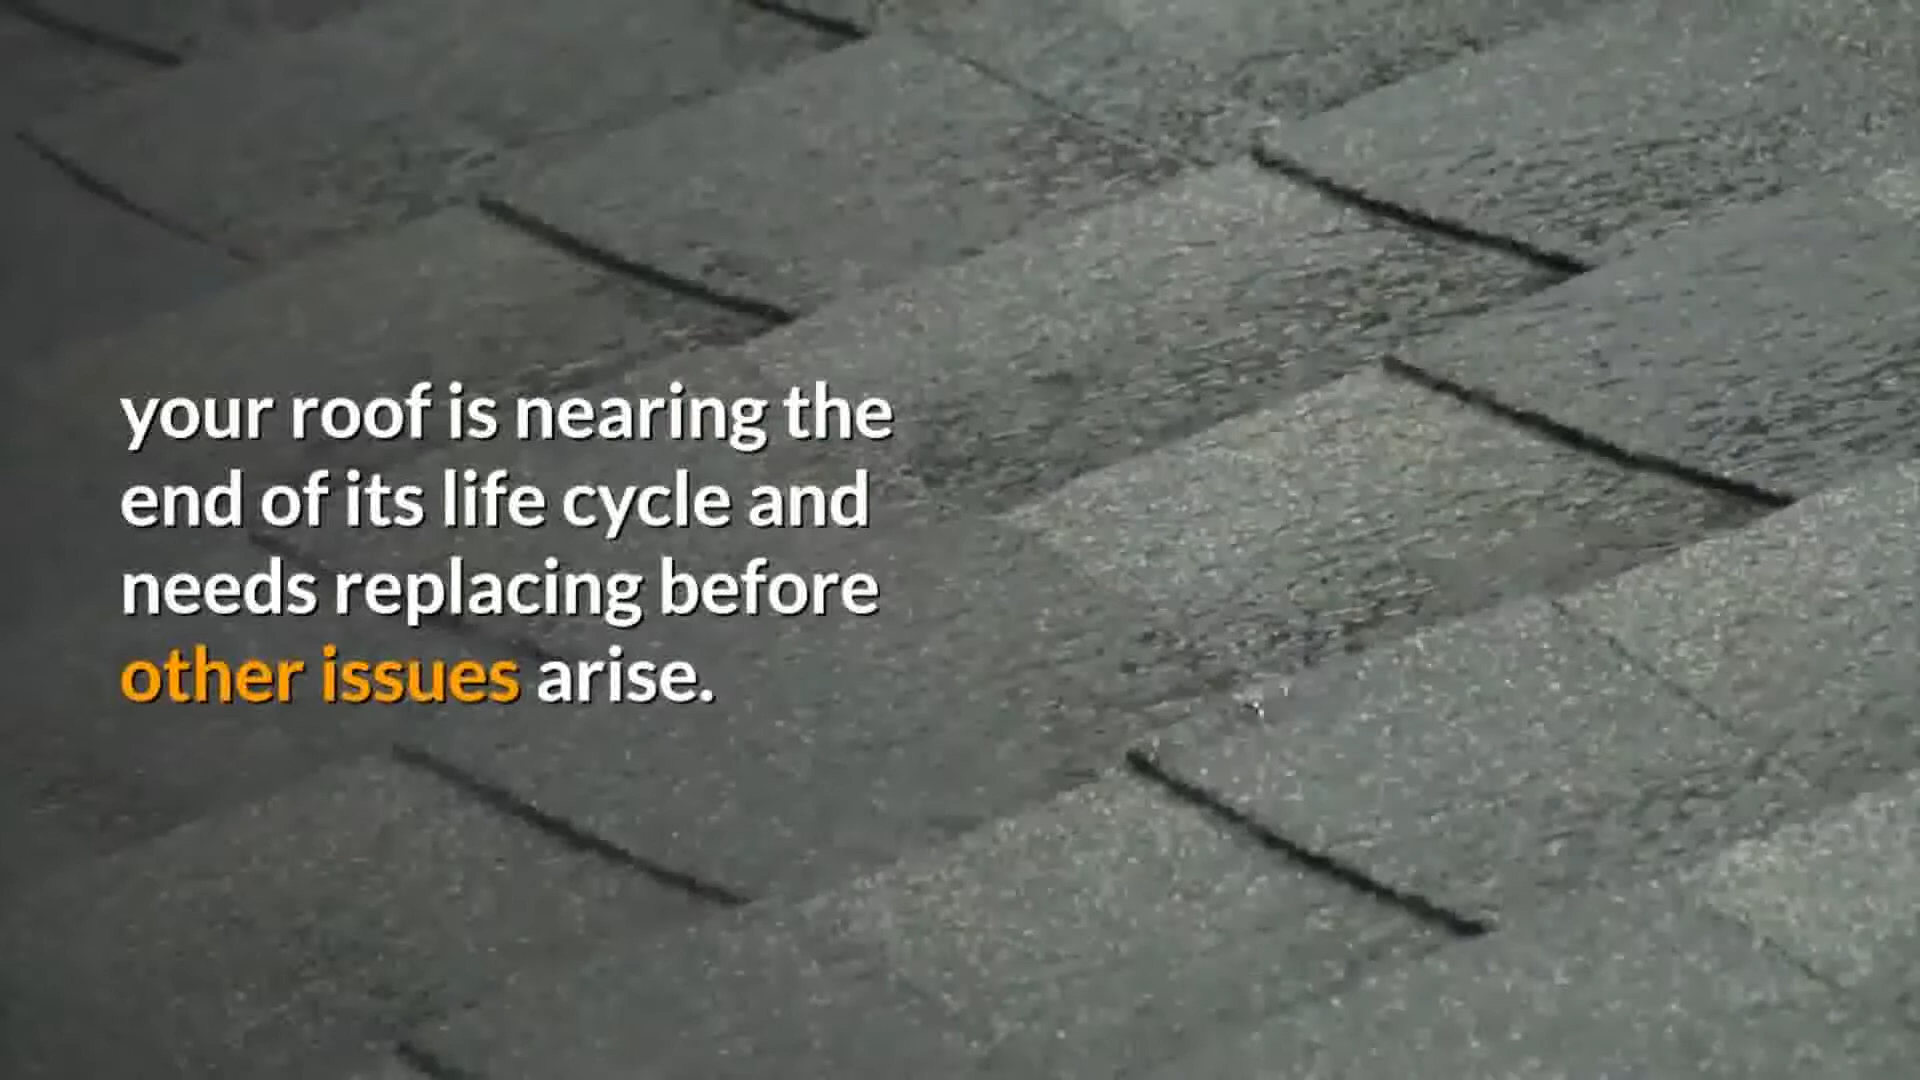 your roof is nearing the
end of its life cycle and
needs replacing before
other issues arise.